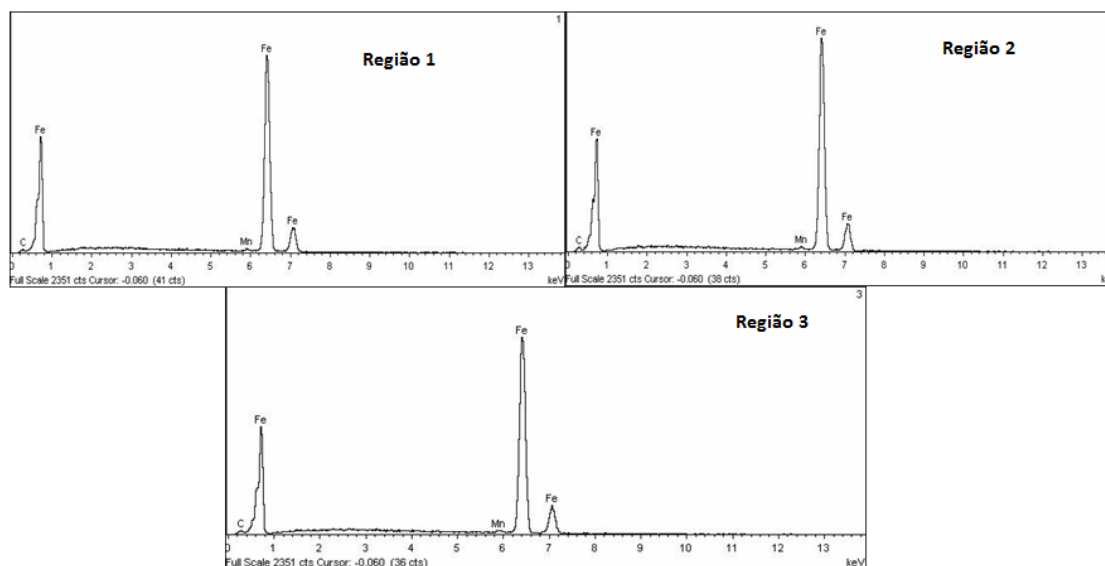 1
Região 1
Fe
Fe
Fe
C
Mn
0 1 2 3 4 5 6 7 8 9 10 11 12 13
Full Scale 2351 cts Cursor: -0.060 (41 cts)
keV
Região 2
Fe
Fe
Fe
C
Mn
0 1 2 3 4 5 6 7 8 9 10 11 12 13
Full Scale 2351 cts Cursor: -0.060 (38 cts)
3
Região 3
Fe
Fe
Fe
C
Mn
0 1 2 3 4 5 6 7 8 9 10 11 12 13
Full Scale 2351 cts Cursor: -0.060 (36 cts)
keV